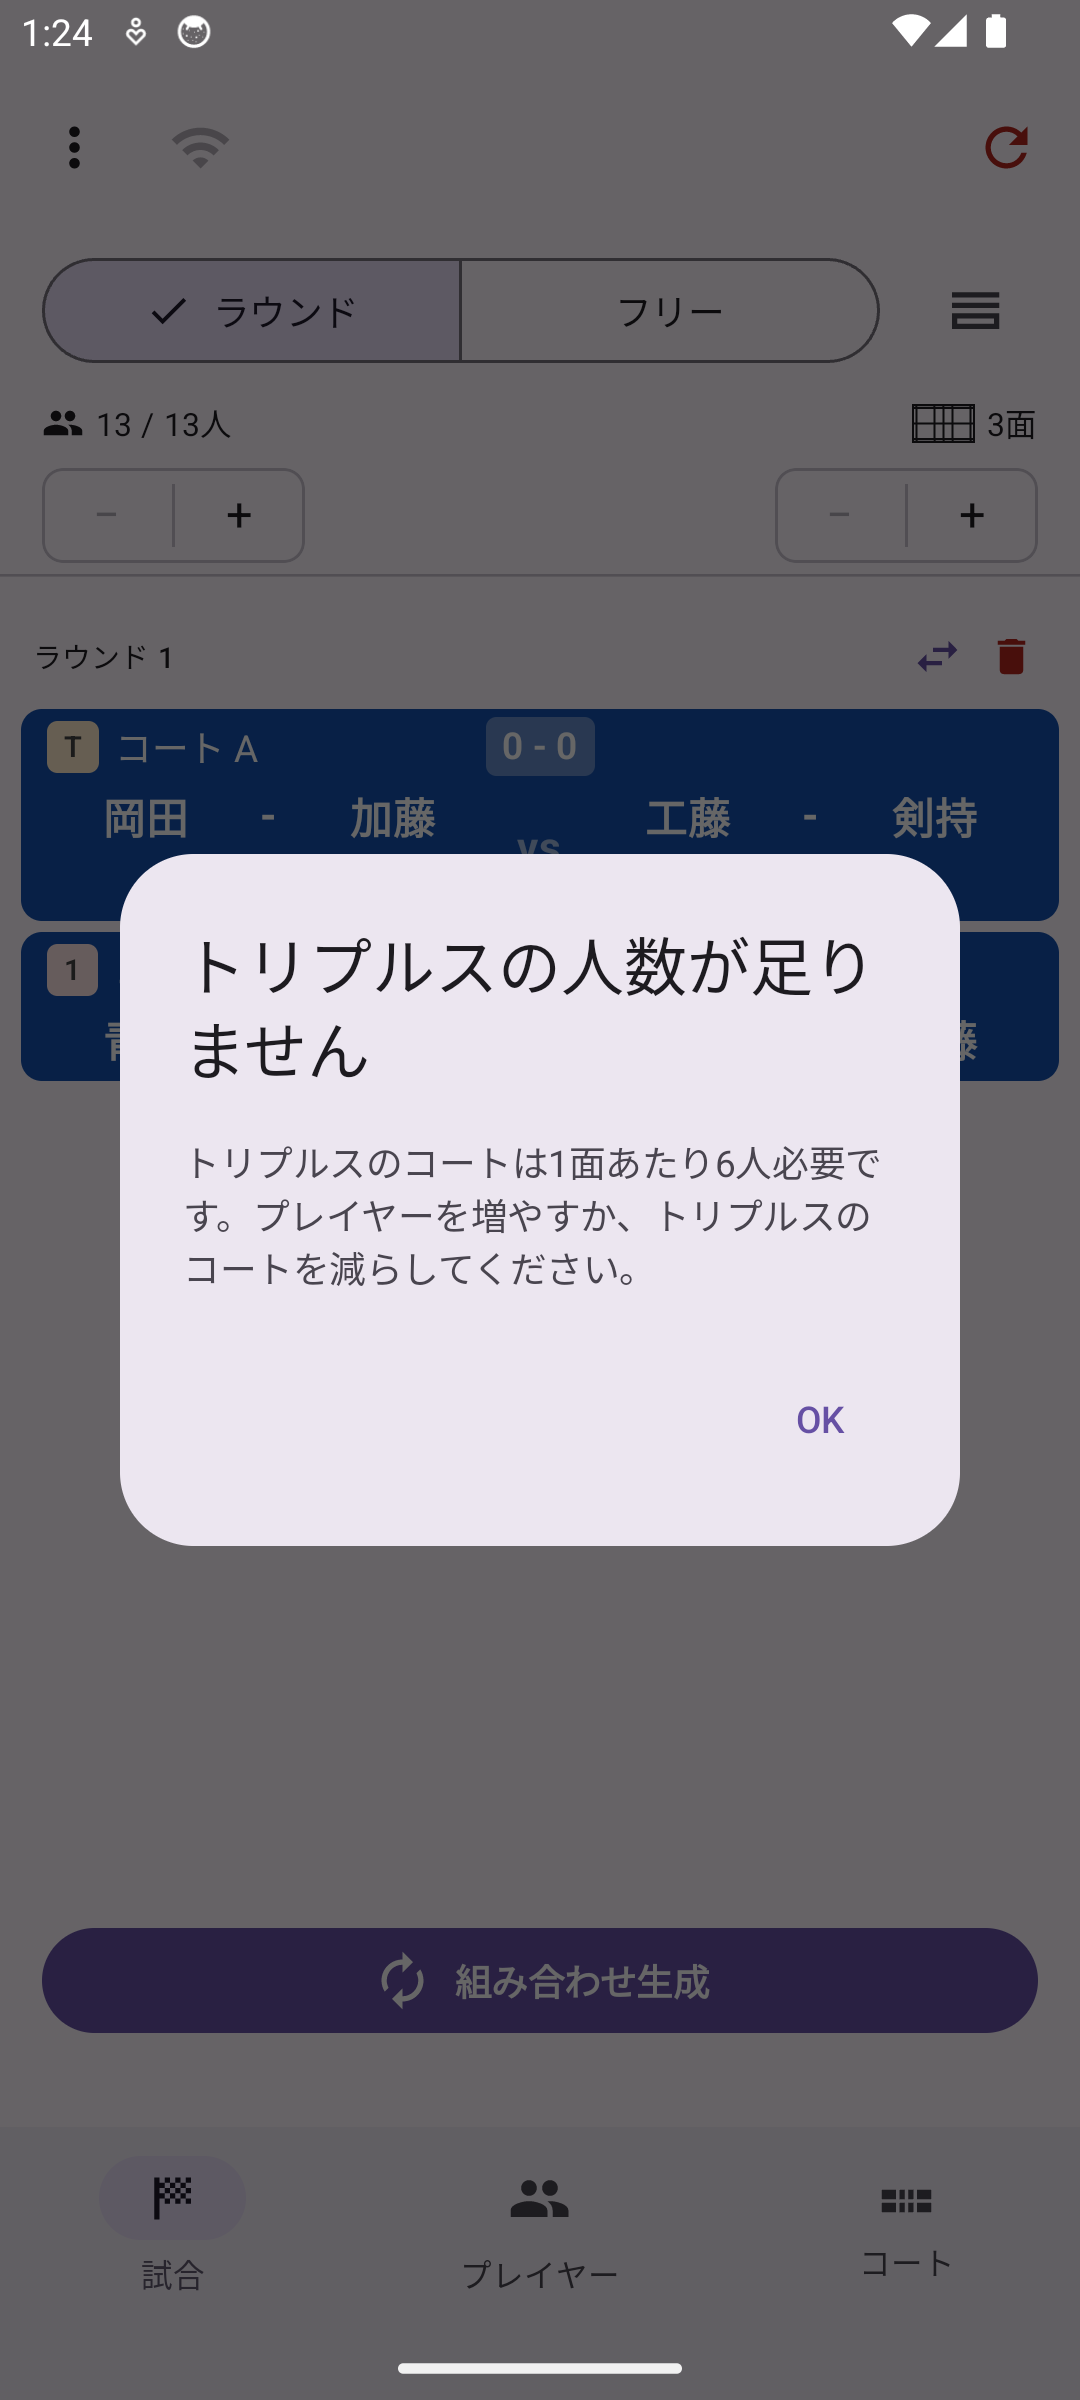 1:24
ラウンド
フリー
13 / 13人
3面
ラウンド 1
T コート A
0 - 0
岡田 - 加藤
vs
工藤 - 剣持
1
トリプルスの人数が足り
ません
トリプルスのコートは1面あたり6人必要で
す。プレイヤーを増やすか、トリプルスの
コートを減らしてください。
OK
組み合わせ生成
試合
プレイヤー
コート